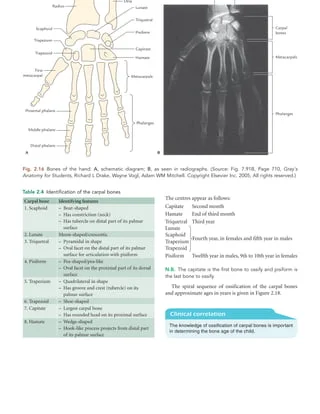 Ulna
Radius
Lunate
Triquetral
Scaphoid
Pisiform
Trapezium
Capitate
Trapezoid
Hamate
First
metacarpal
Metacarpals
Proximal phalanx
Phalanges
Middle phalanx
Distal phalanx
A
Carpal
bones
Metacarpals
Phalanges
B
Fig. 2.16 Bones of the hand: A, schematic diagram; B, as seen in radiographs. (Source: Fig. 7.91B, Page 710, Gray's
Anatomy for Students, Richard L Drake, Wayne Vogl, Adam WM Mitchell. Copyright Elsevier Inc. 2005, All rights reserved.)
Table 2.4 Identification of the carpal bones
Carpal bone Identifying features
1. Scaphoid – Boat-shaped
– Has constriction (neck)
– Has tubercle on distal part of its palmar
surface
2. Lunate Moon-shaped/crescentic
3. Triquetral – Pyramidal in shape
– Oval facet on the distal part of its palmar
surface for articulation with pisiform
4. Pisiform – Pea-shaped/pea-like
– Oval facet on the proximal part of its dorsal
surface
5. Trapezium – Quadrilateral in shape
– Has groove and crest (tubercle) on its
palmar surface
6. Trapezoid – Shoe-shaped
7. Capitate – Largest carpal bone
– Has rounded head on its proximal surface
8. Hamate – Wedge-shaped
– Hook-like process projects from distal part
of its palmar surface
The centres appear as follows:
Capitate Second month
Hamate End of third month
Triquetral Third year
Lunate
Scaphoid
Trapezium
Trapezoid
Fourth year, in females and fifth year in males
Pisiform Twelfth year in males, 9th to 10th year in females
N.B. The capitate is the first bone to ossify and pisiform is
the last bone to ossify.
The spiral sequence of ossification of the carpal bones
and approximate ages in years is given in Figure 2.18.
Clinical correlation
The knowledge of ossification of carpal bones is important
in determining the bone age of the child.